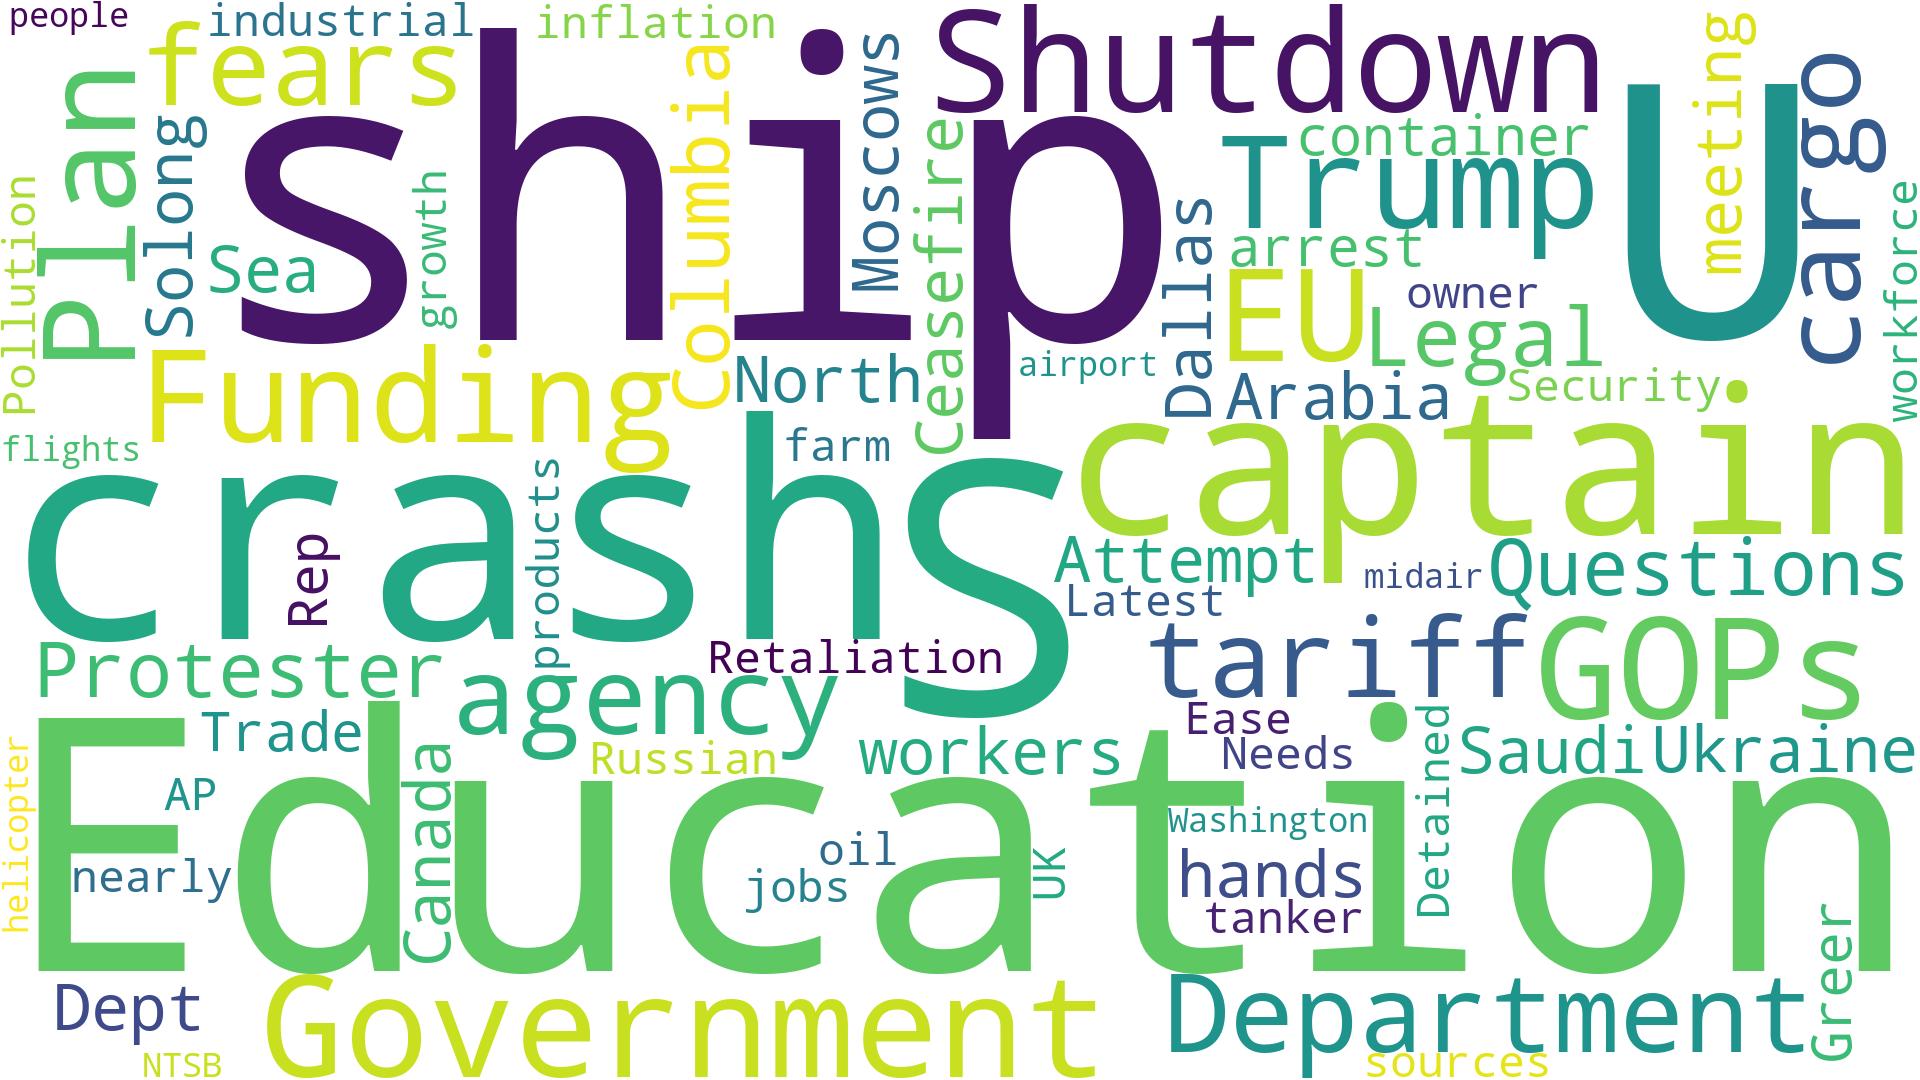 people
industrial
inflation
fears
Shutdown
meeting
cargo
Plan
Solong
ship
Columbia
Moscows
Ceasefire
container
Trump
U
Pollution
Sea
growth
Dallas
arrest
EU
owner
Legal
workforce
Funding
North
airport
Arabia
Security
flights
farm
captain
crash
S
products
Rep
Attempt
Latest
midair
Questions
Protester
agency
Retaliation
tariff
GOPs
Trade
Russian
workers
Ease
Needs
Detained
Saudi
Ukraine
helicopter
AP
Canada
Education
Washington
nearly
oil
jobs
UK
hands
tanker
Greer
Dept
Government
Department
NTSB
sources